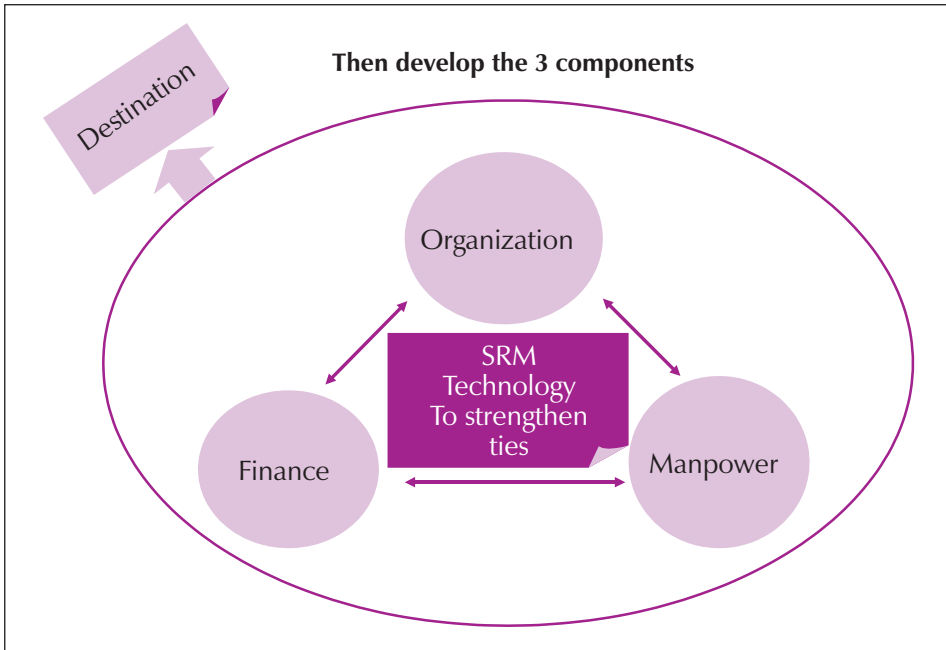 Then develop the 3 components
Destination
Organization
SRM
Technology
To strengthen
ties
Finance
Manpower